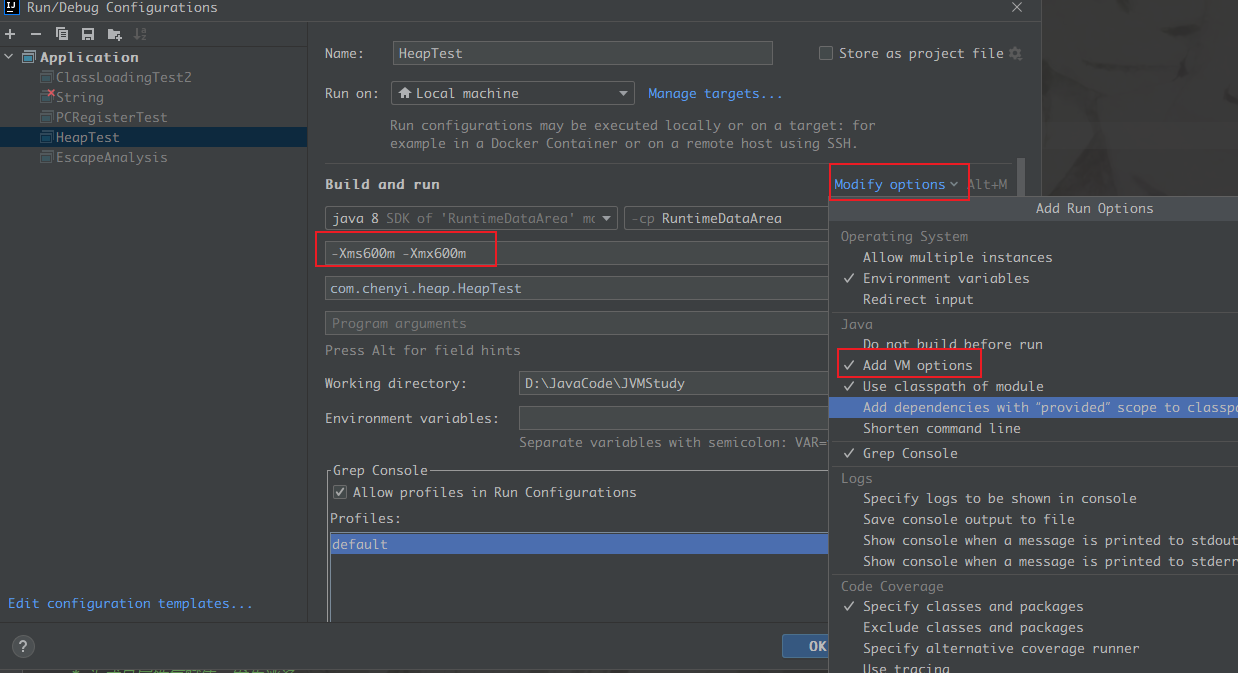 Run/Debug Configurations
Application
ClassLoadingTest2
String
PCRegisterTest
HeapTest
EscapeAnalysis
Edit configuration templates...
?
Name: HeapTest Store as project file
Run on: Local machine Manage targets...
Run configurations may be executed locally or on a target: for
example in a Docker Container or on a remote host using SSH.
Build and run Modify options Alt+M
java 8 SDK of 'RuntimeDataArea' mo -cp RuntimeDataArea
-Xms600m -Xmx600m
com.chenyi.heap.HeapTest
Program arguments
Press Alt for field hints
Working directory: D:\JavaCode\JVMStudy
Environment variables:
Separate variables with semicolon: VAR=
Grep Console
Allow profiles in Run Configurations
Profiles:
default
OK
Add Run Options
Operating System
Allow multiple instances
Environment variables
Redirect input
Java
Do not build before run
Add VM options
Use classpath of module
Add dependencies with “provided” scope to classp
Shorten command line
Grep Console
Logs
Specify logs to be shown in console
Save console output to file
Show console when a message is printed to stdout
Show console when a message is printed to stderr
Code Coverage
Specify classes and packages
Exclude classes and packages
Specify alternative coverage runner
Use tracing